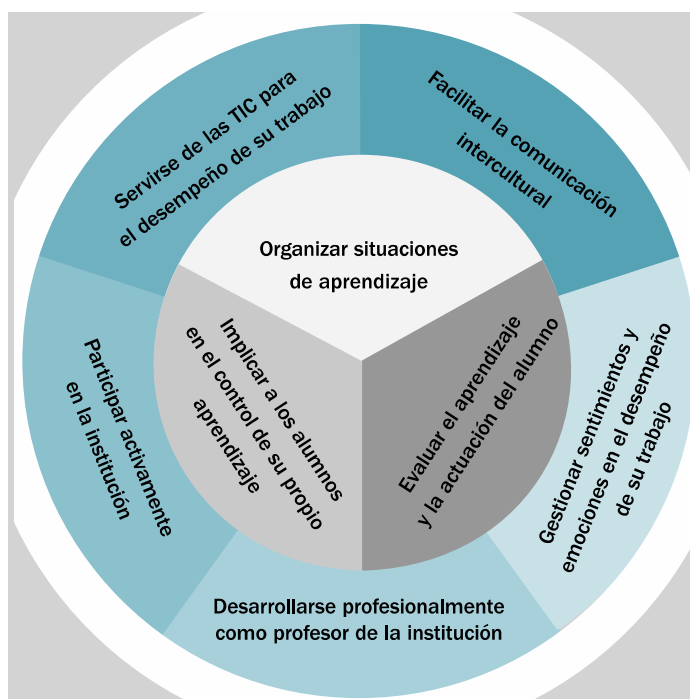 Servirse de las TIC para
el desempeño de su trabajo
Facilitar la comunicación
intercultural
Organizar situaciones
de aprendizaje
Implicar a los alumnos
en el control de su propio
aprendizaje
Evaluar el aprendizaje
y la actuación del alumno
Participar activamente
en la institución
Gestionar sentimientos y
emociones en el desempeño
de su trabajo
Desarrollarse profesionalmente
como profesor de la institución